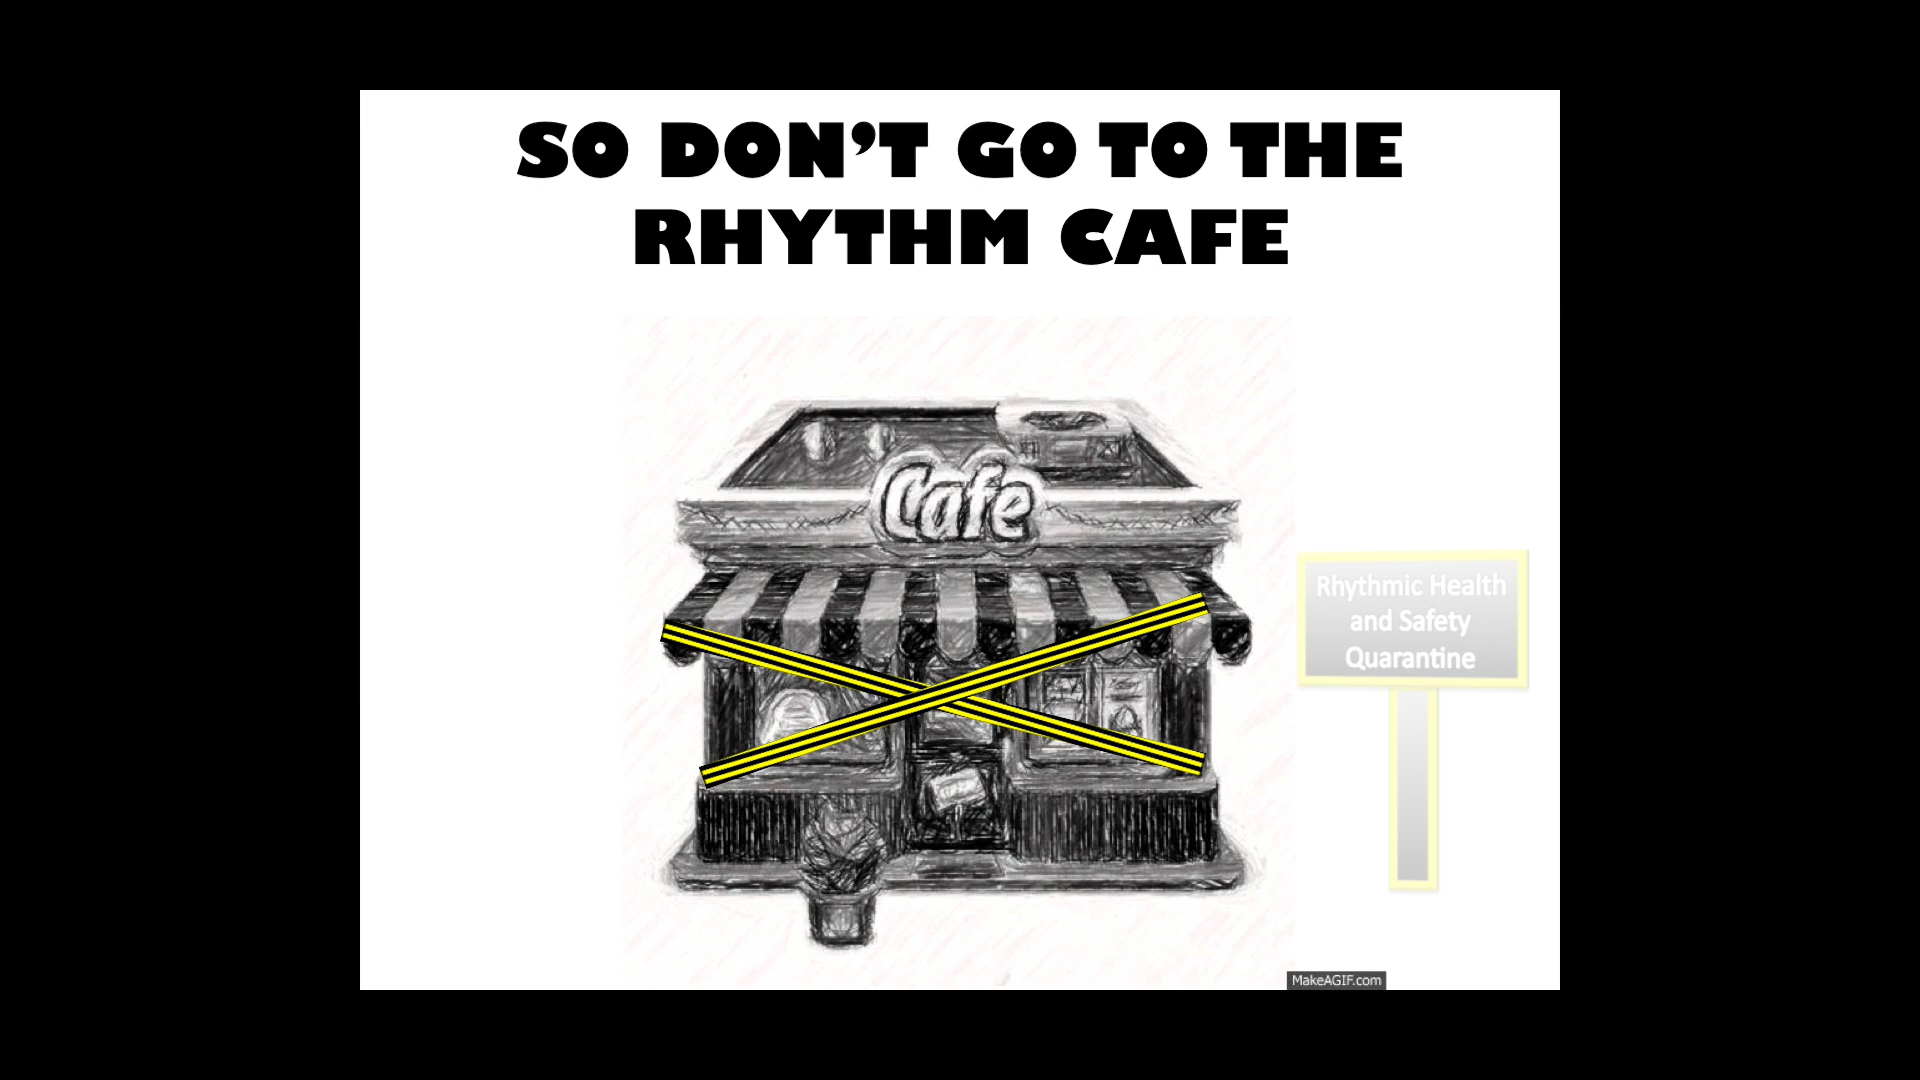 SO DON’T GO TO THE
RHYTHM CAFE
Cafe
Rhythmic Health
and Safety
Quarantine
MakeAGIF.com